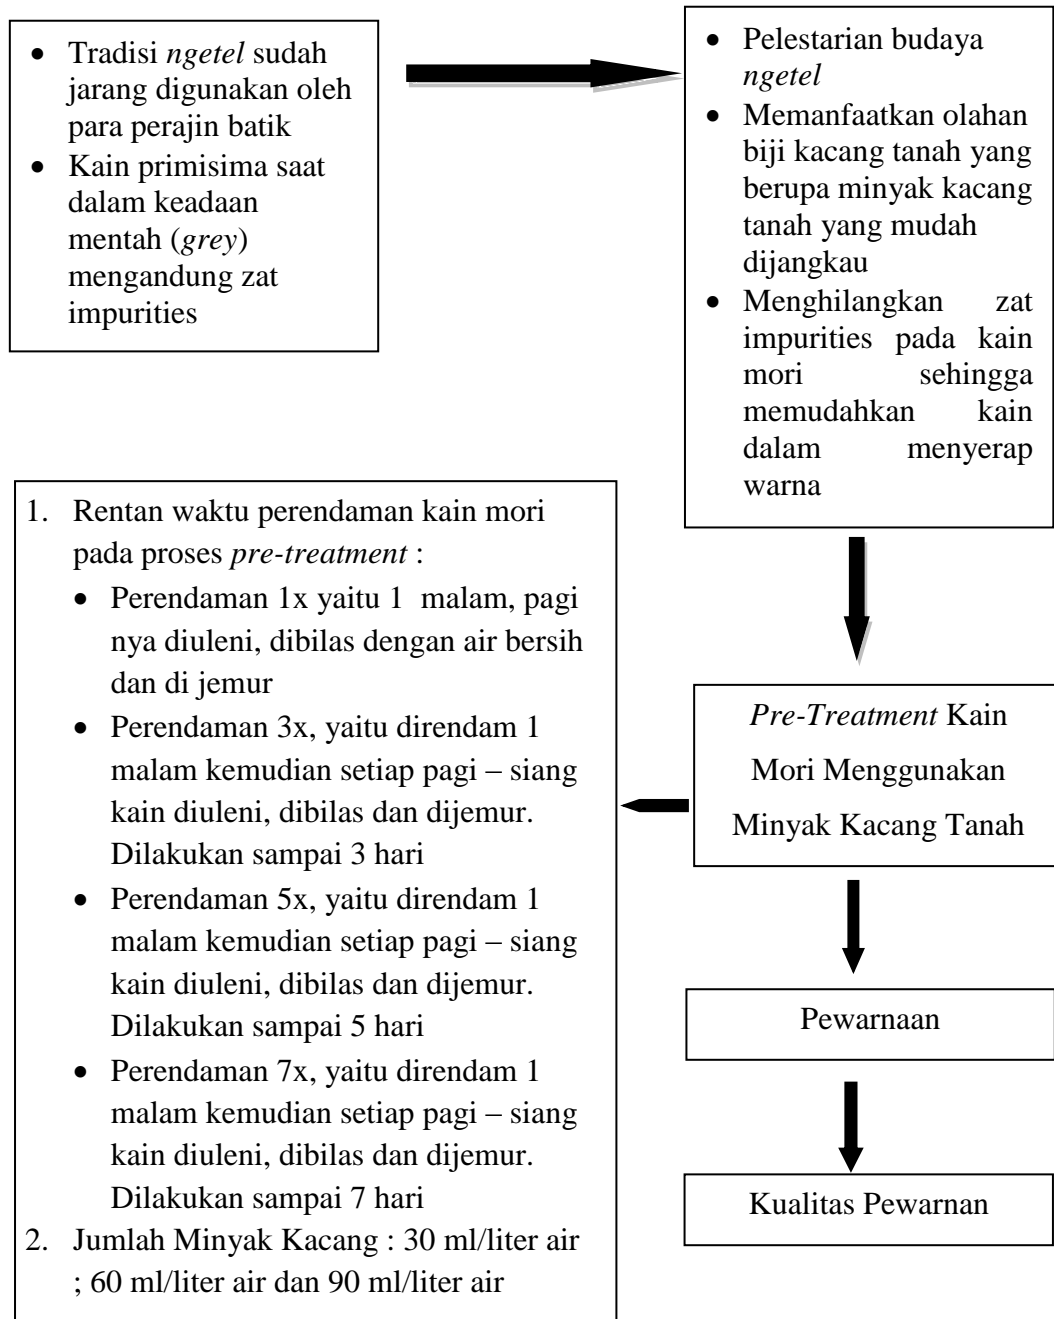 • Tradisi ngetel sudah
jarang digunakan oleh
para perajin batik
• Kain primisima saat
dalam keadaan
mentah (grey)
mengandung zat
impurities
• Pelestarian budaya
ngetel
• Memanfaatkan olahan
biji kacang tanah yang
berupa minyak kacang
tanah yang mudah
dijangkau
• Menghilangkan zat
impurities pada kain
mori sehingga
memudahkan kain
dalam menyerap
warna
Pre-Treatment Kain
Mori Menggunakan
Minyak Kacang Tanah
1. Rentan waktu perendaman kain mori
pada proses pre-treatment :
• Perendaman 1x yaitu 1 malam, pagi
nya diuleni, dibilas dengan air bersih
dan di jemur
• Perendaman 3x, yaitu direndam 1
malam kemudian setiap pagi – siang
kain diuleni, dibilas dan dijemur.
Dilakukan sampai 3 hari
• Perendaman 5x, yaitu direndam 1
malam kemudian setiap pagi – siang
kain diuleni, dibilas dan dijemur.
Dilakukan sampai 5 hari
• Perendaman 7x, yaitu direndam 1
malam kemudian setiap pagi – siang
kain diuleni, dibilas dan dijemur.
Dilakukan sampai 7 hari
2. Jumlah Minyak Kacang : 30 ml/liter air
; 60 ml/liter air dan 90 ml/liter air
Pewarnaan
Kualitas Pewarnan